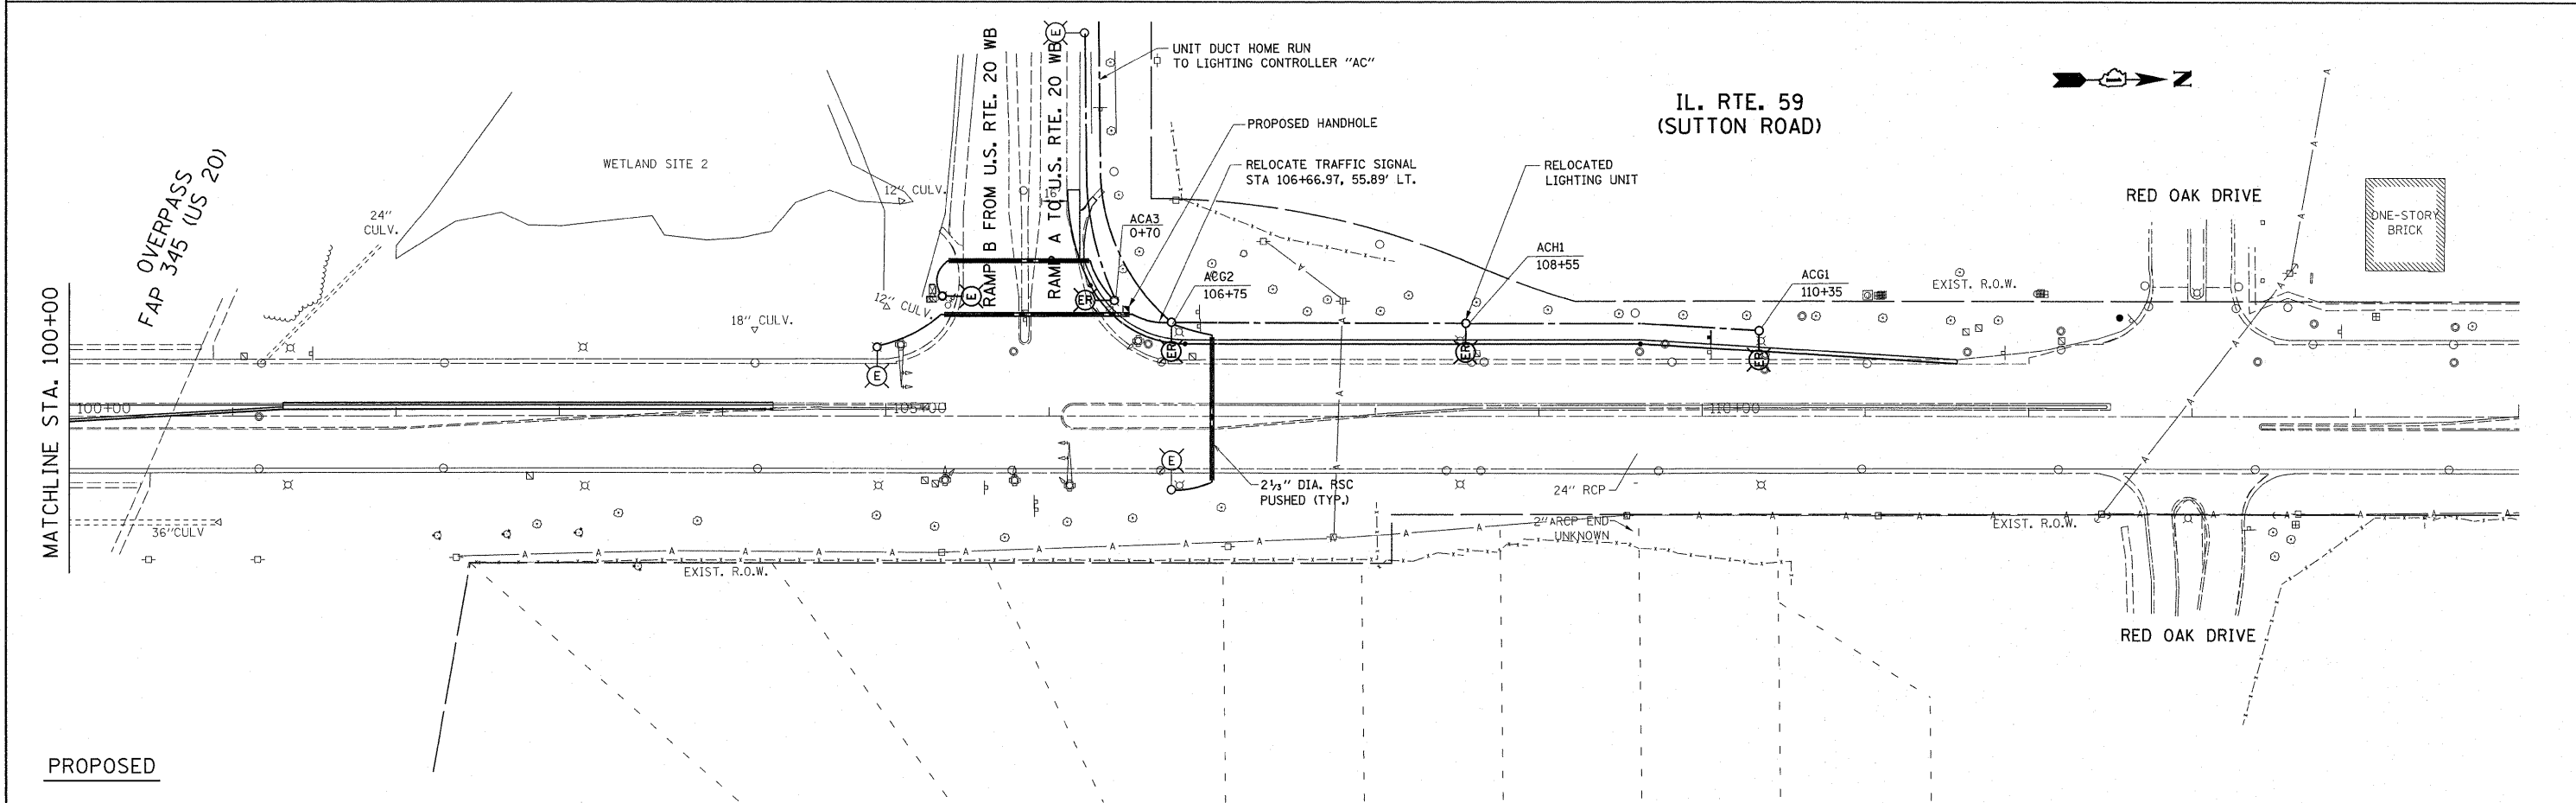 UNIT DUCT HOME RUN
TO LIGHTING CONTROLLER "AC"
PROPOSED HANDHOLE
RELOCATE TRAFFIC SIGNAL
STA 106+66.97, 55.89' LT.
RELOCATED
LIGHTING UNIT
IL. RTE. 59
(SUTTON ROAD)
N
RED OAK DRIVE
ONE-STORY
BRICK
OVERPASS
FAP 345 (US 20)
WETLAND SITE 2
24"
CULV.
12" CULV.
12" CULV.
18" CULV.
RAMP B FROM U.S. RTE. 20 WB
RAMP A TO U.S. RTE. 20 WB
E
E
E
E
ER
ER
ER
ER
ACA3
0+70
ACG2
106+75
ACH1
108+55
ACG1
110+35
EXIST. R.O.W.
MATCHLINE STA. 100+00
100+00
105+00
110+00
2⅓" DIA. RSC
PUSHED (TYP.)
24" RCP
2" RCP END
UNKNOWN
EXIST. R.O.W.
36"CULV
EXIST. R.O.W.
A A A A A A A A A A A A A A A
RED OAK DRIVE
PROPOSED